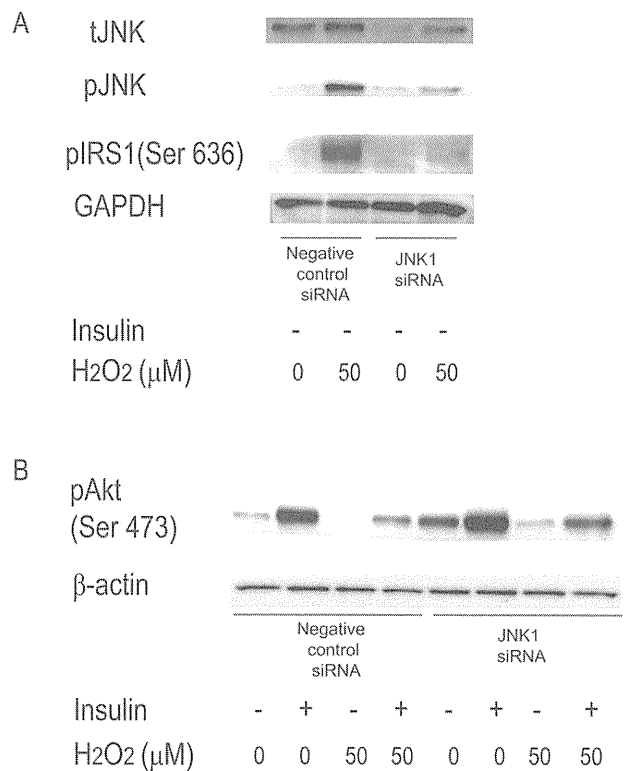 A
tJNK
pJNK
pIRS1(Ser 636)
GAPDH
Negative
control
siRNA
JNK1
siRNA
Insulin - - - -
H2O2 (μM) 0 50 0 50
B
pAkt
(Ser 473)
β-actin
Negative
control
siRNA
JNK1
siRNA
Insulin - + - + - + - +
H2O2 (μM) 0 0 50 50 0 0 50 50